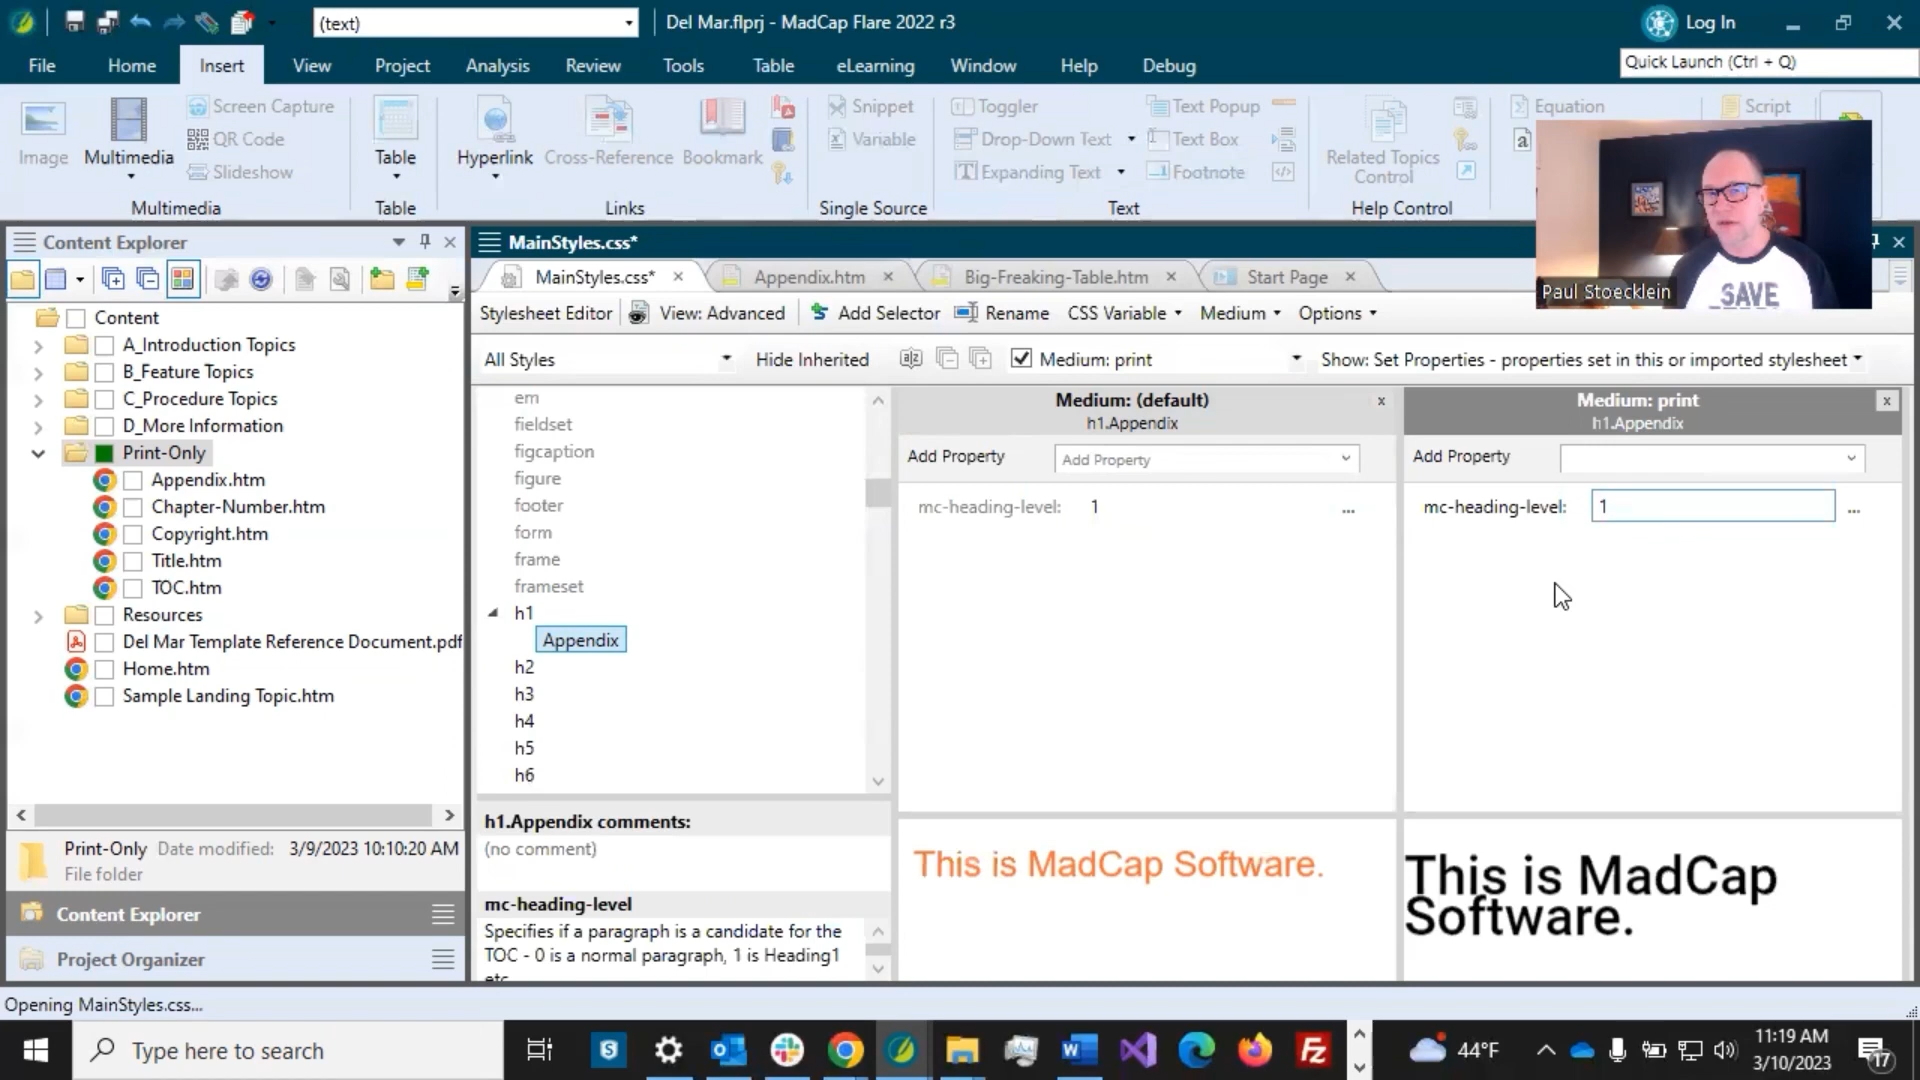 (text)
Del Mar.flprj - MadCap Flare 2022 r3
Log In
File
Home
Insert
View
Project
Analysis
Review
Tools
Table
eLearning
Window
Help
Debug
Quick Launch (Ctrl + Q)
Image
Multimedia
Screen Capture
QR Code
Slideshow
Multimedia
Table
Table
Hyperlink
Cross-Reference
Bookmark
Links
Snippet
Variable
Single Source
Toggler
Drop-Down Text
Expanding Text
Text Popup
Text Box
Footnote
Text
Related Topics
Control
Help Control
Equation
Script
Paul Stoecklein
SAVE
Content Explorer
Content
A_Introduction Topics
B_Feature Topics
C_Procedure Topics
D_More Information
Print-Only
Appendix.htm
Chapter-Number.htm
Copyright.htm
Title.htm
TOC.htm
Resources
Del Mar Template Reference Document.pdf
Home.htm
Sample Landing Topic.htm
Print-Only Date modified: 3/9/2023 10:10:20 AM
File folder
Content Explorer
Project Organizer
MainStyles.css*
MainStyles.css*
Appendix.htm
Big-Freaking-Table.htm
Start Page
Stylesheet Editor
View: Advanced
Add Selector
Rename
CSS Variable
Medium
Options
All Styles
Hide Inherited
Medium: print
Show: Set Properties - properties set in this or imported stylesheet
em
fieldset
figcaption
figure
footer
form
frame
frameset
h1
Appendix
h2
h3
h4
h5
h6
h1.Appendix comments:
(no comment)
mc-heading-level
Specifies if a paragraph is a candidate for the
TOC - 0 is a normal paragraph, 1 is Heading1
etc
Medium: (default)
h1.Appendix
Add Property
Add Property
mc-heading-level: 1
...
This is MadCap Software.
Medium: print
h1.Appendix
Add Property
mc-heading-level: 1
...
This is MadCap
Software.
Opening MainStyles.css...
Type here to search
44°F
11:19 AM
3/10/2023
17